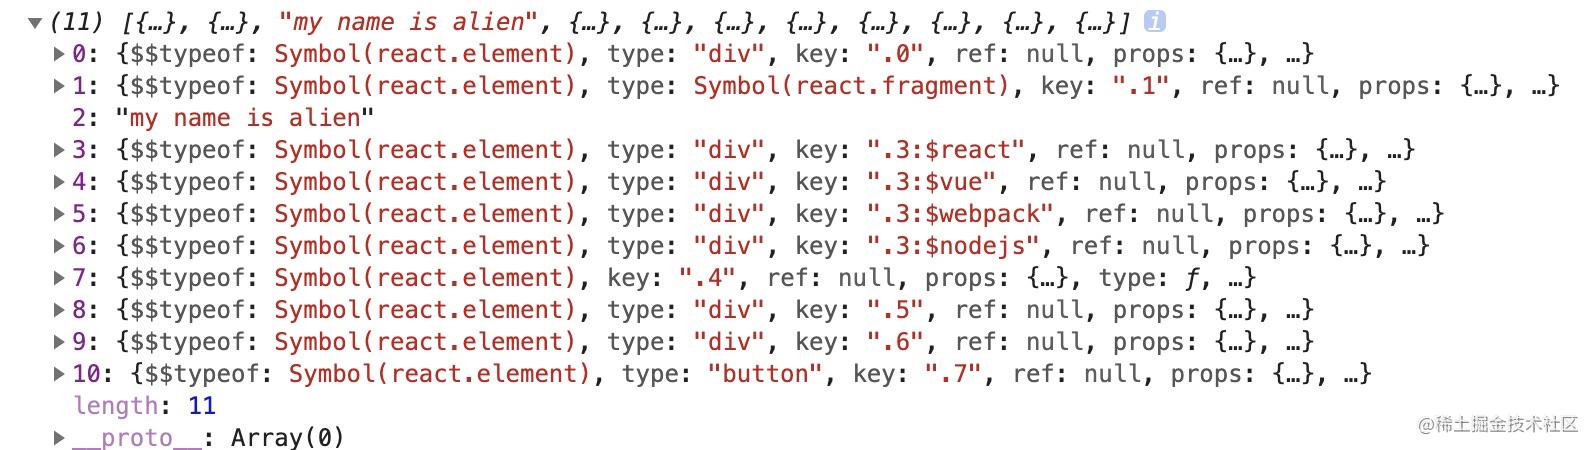 (11) [{…}, {…}, "my name is alien", {…}, {…}, {…}, {…}, {…}, {…}, {…}, {…}] i
0: {$$typeof: Symbol(react.element), type: "div", key: ".0", ref: null, props: {…}, …}
1: {$$typeof: Symbol(react.element), type: Symbol(react.fragment), key: ".1", ref: null, props: {…}, …}
2: "my name is alien"
3: {$$typeof: Symbol(react.element), type: "div", key: ".3:$react", ref: null, props: {…}, …}
4: {$$typeof: Symbol(react.element), type: "div", key: ".3:$vue", ref: null, props: {…}, …}
5: {$$typeof: Symbol(react.element), type: "div", key: ".3:$webpack", ref: null, props: {…}, …}
6: {$$typeof: Symbol(react.element), type: "div", key: ".3:$nodejs", ref: null, props: {…}, …}
7: {$$typeof: Symbol(react.element), key: ".4", ref: null, props: {…}, type: ƒ, …}
8: {$$typeof: Symbol(react.element), type: "div", key: ".5", ref: null, props: {…}, …}
9: {$$typeof: Symbol(react.element), type: "div", key: ".6", ref: null, props: {…}, …}
10: {$$typeof: Symbol(react.element), type: "button", key: ".7", ref: null, props: {…}, …}
length: 11
__proto__: Array(0)
@稀土掘金技术社区